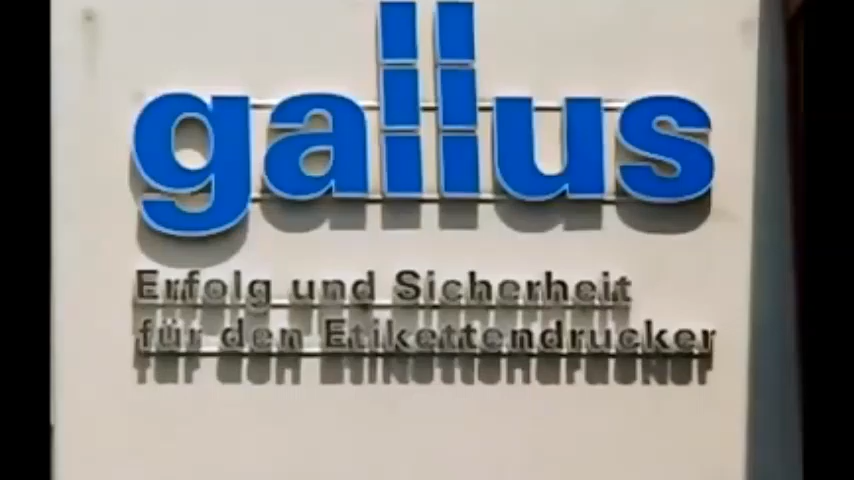 gallus
Erfolg und Sicherheit
für den Etikettendrucker